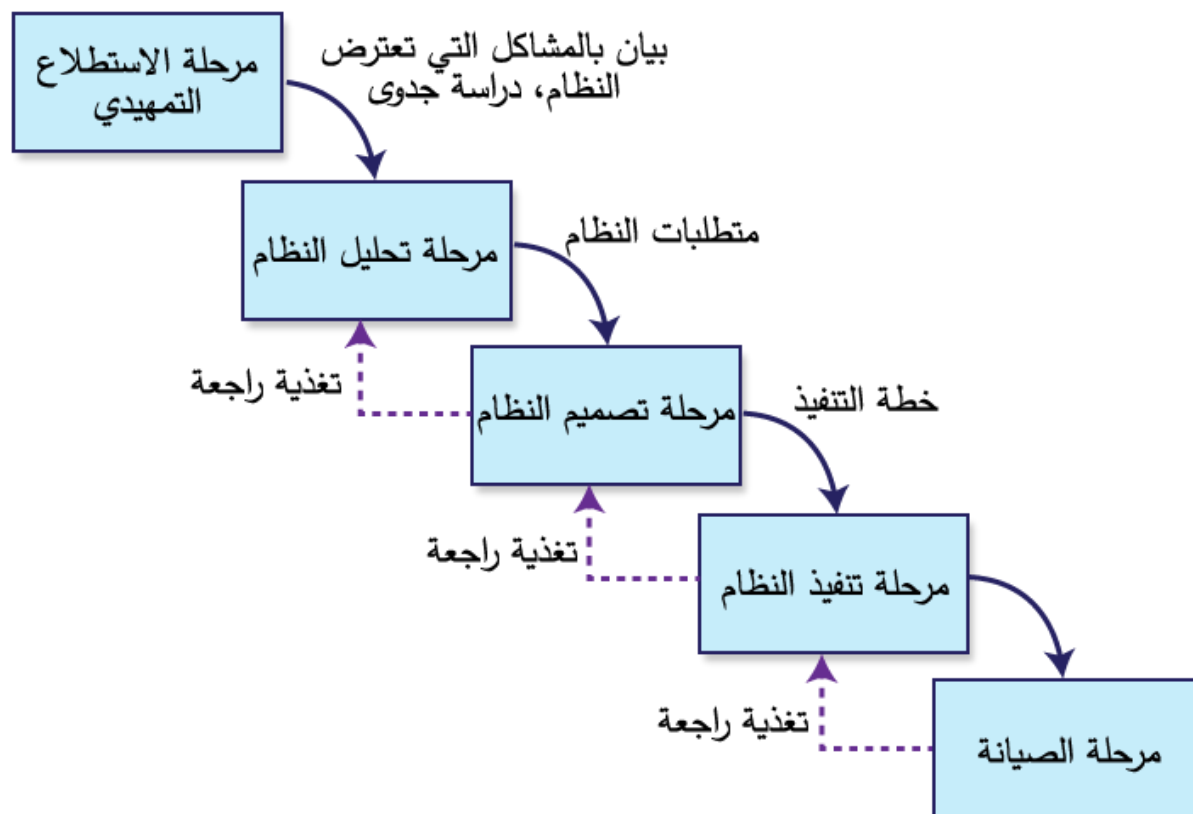 مرحلة الاستطلاع
التمهيدي
بيان بالمشاكل التي تعترض
النظام، دراسة جدوى
مرحلة تحليل النظام
متطلبات النظام
تغذية راجعة
مرحلة تصميم النظام
خطة التنفيذ
تغذية راجعة
مرحلة تنفيذ النظام
تغذية راجعة
مرحلة الصيانة